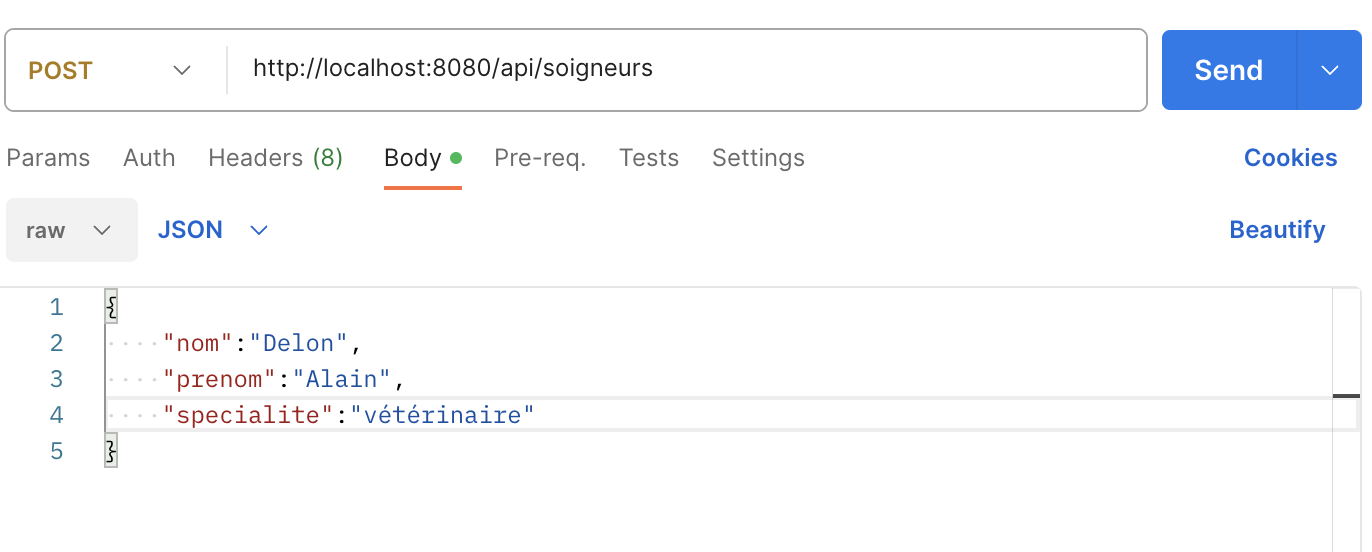 POST http://localhost:8080/api/soigneurs Send
Params Auth Headers (8) Body Pre-req. Tests Settings Cookies
raw JSON Beautify
1 {
2 "nom":"Delon",
3 "prenom":"Alain",
4 "specialite":"vétérinaire"
5 }